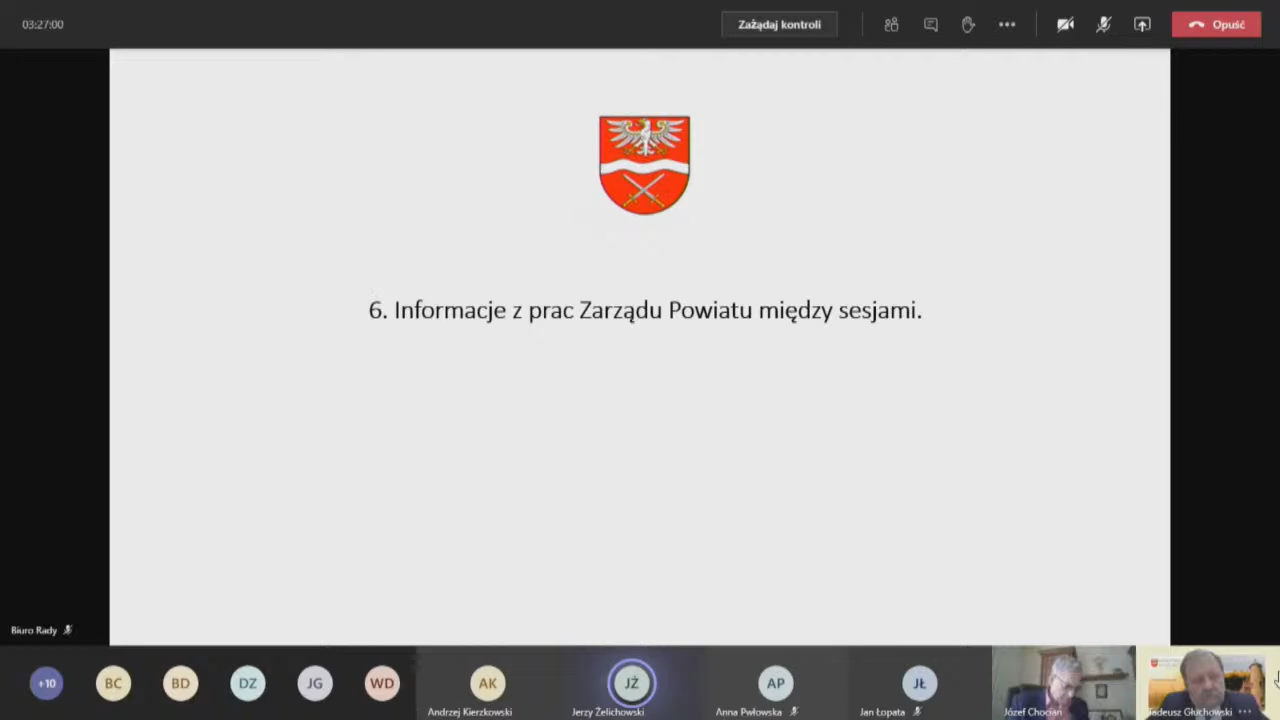 03:27:00
Zażądaj kontroli
Opuść
6. Informacje z prac Zarządu Powiatu między sesjami.
Biuro Rady
+10
BC
BD
DZ
JG
WD
AK
Andrzej Kierzkowski
JŻ
Jerzy Żelichowski
AP
Anna Pwłowska
JŁ
Jan Łopata
Józef Chocian
Tadeusz Głuchowski